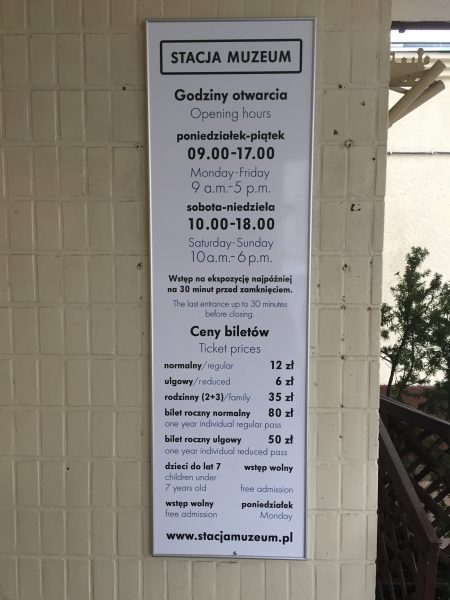 STACJA MUZEUM
Godziny otwarcia
Opening hours
poniedziałek-piątek
09.00-17.00
Monday-Friday
9 a.m.-5 p.m.
sobota-niedziela
10.00-18.00
Saturday-Sunday
10 a.m.-6 p.m.
Wstęp na ekspozycję najpóźniej
na 30 minut przed zamknięciem.
The last entrance up to 30 minutes
before closing.
Ceny biletów
Ticket prices
normalny/regular 12 zł
ulgowy/reduced 6 zł
rodzinny (2+3)/family 35 zł
bilet roczny normalny 80 zł
one year individual regular pass
bilet roczny ulgowy 50 zł
one year individual reduced pass
dzieci do lat 7 wstęp wolny
children under
7 years old free admission
wstęp wolny poniedziałek
free admission Monday
www.stacjamuzeum.pl